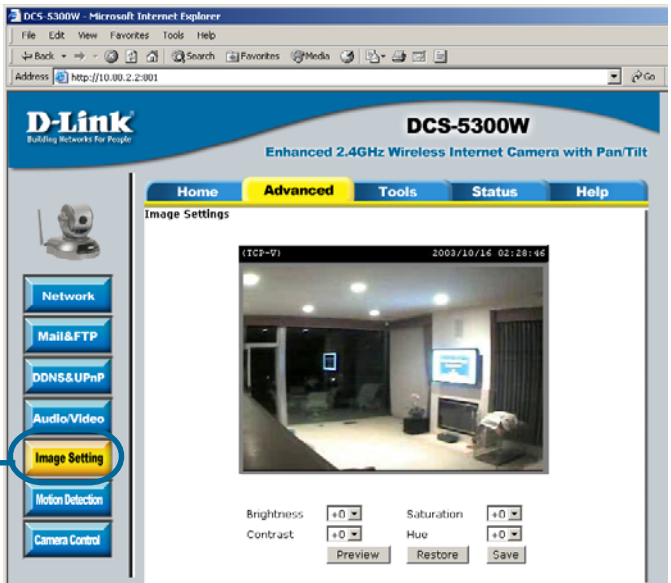 DCS-5300W - Microsoft Internet Explorer
File Edit View Favorites Tools Help
Back Search Favorites Media
Address http://10.80.2.2:801 Go
D-Link
Building Networks For People
DCS-5300W
Enhanced 2.4GHz Wireless Internet Camera with Pan/Tilt
Home Advanced Tools Status Help
Image Settings
(TCP-V) 2003/10/16 02:28:46
Network
Mail&FTP
DDNS&UPnP
Audio/Video
Image Setting
Motion Detection
Camera Control
Brightness +0 Saturation +0
Contrast +0 Hue +0
Preview Restore Save